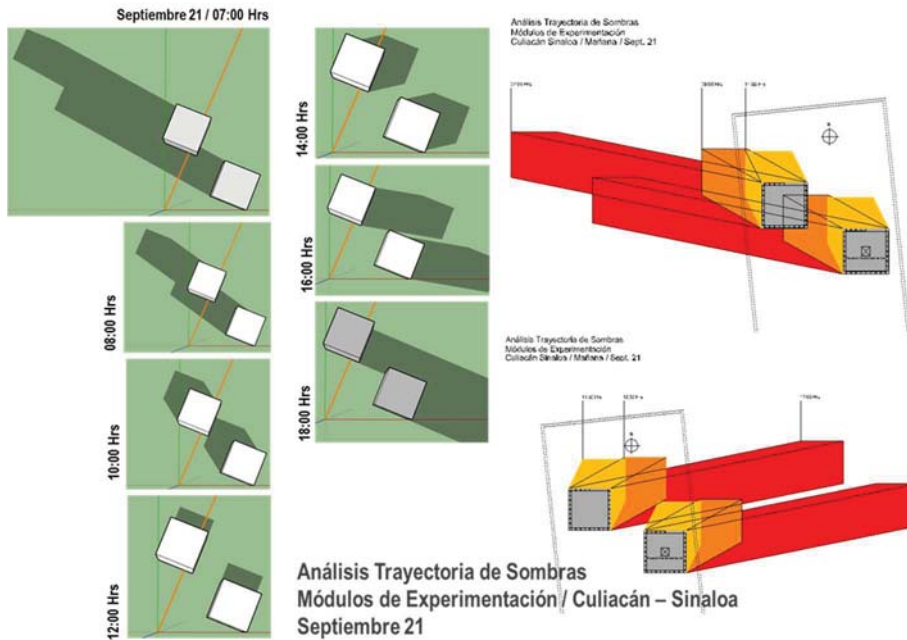 Septiembre 21 / 07:00 Hrs
08:00 Hrs
10:00 Hrs
12:00 Hrs
14:00 Hrs
16:00 Hrs
18:00 Hrs
Análisis Trayectoria de Sombras
Módulos de Experimentación
Culiacán Sinaloa / Mañana / Sept. 21
Análisis Trayectoria de Sombras
Módulos de Experimentación
Culiacán Sinaloa / Mañana / Sept. 21
Análisis Trayectoria de Sombras
Módulos de Experimentación / Culiacán – Sinaloa
Septiembre 21